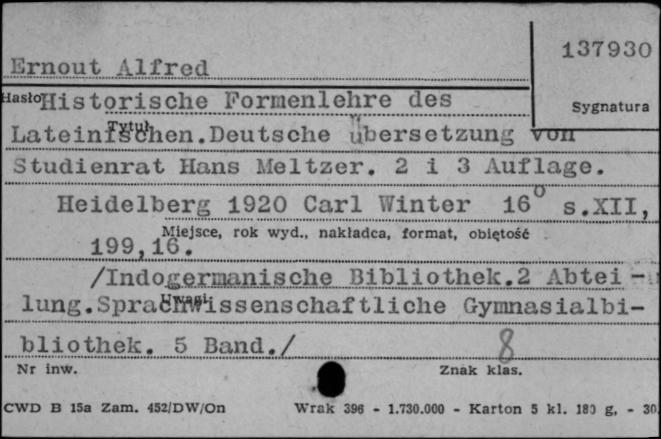 137930
Ernout Alfred
Hasło Historische Formenlehre des
Sygnatura
Tytuł
Lateinischen.Deutsche übersetzung von
Studienrat Hans Meltzer. 2 i 3 Auflage.
Heidelberg 1920 Carl Winter 16° s.XII,
Miejsce, rok wyd., nakładca, format, obiętość
199,16.
/Indogermanische Bibliothek.2 Abtei-
Uwagi
lung.Sprachwissenschaftliche Gymnasialbi-
bliothek. 5 Band./
8
Nr inw. Znak klas.
CWD B 15a Zam. 452/DW/On Wrak 396 - 1.730.000 - Karton 5 kl. 180 g. - 30.